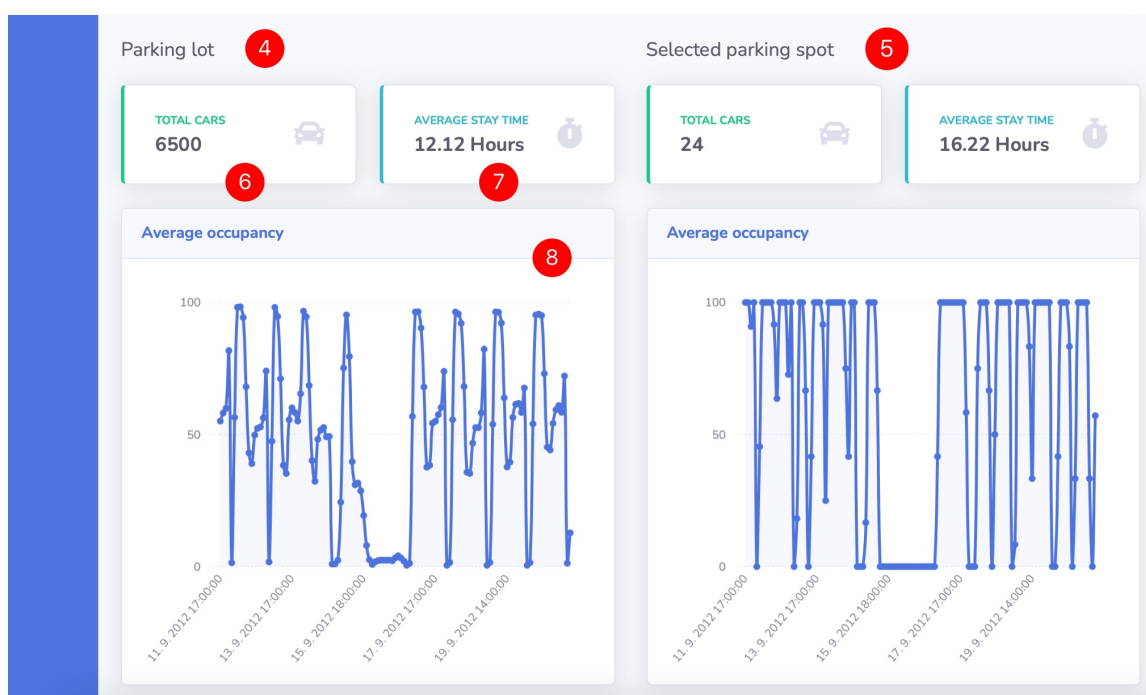 Parking lot 4
Selected parking spot 5
TOTAL CARS
6500
AVERAGE STAY TIME
12.12 Hours
TOTAL CARS
24
AVERAGE STAY TIME
16.22 Hours
6
7
Average occupancy
8
Average occupancy
100
50
0
11. 9. 2012 17:00:00
13. 9. 2012 17:00:00
15. 9. 2012 18:00:00
17. 9. 2012 17:00:00
19. 9. 2012 14:00:00
100
50
0
11. 9. 2012 17:00:00
13. 9. 2012 17:00:00
15. 9. 2012 18:00:00
17. 9. 2012 17:00:00
19. 9. 2012 14:00:00